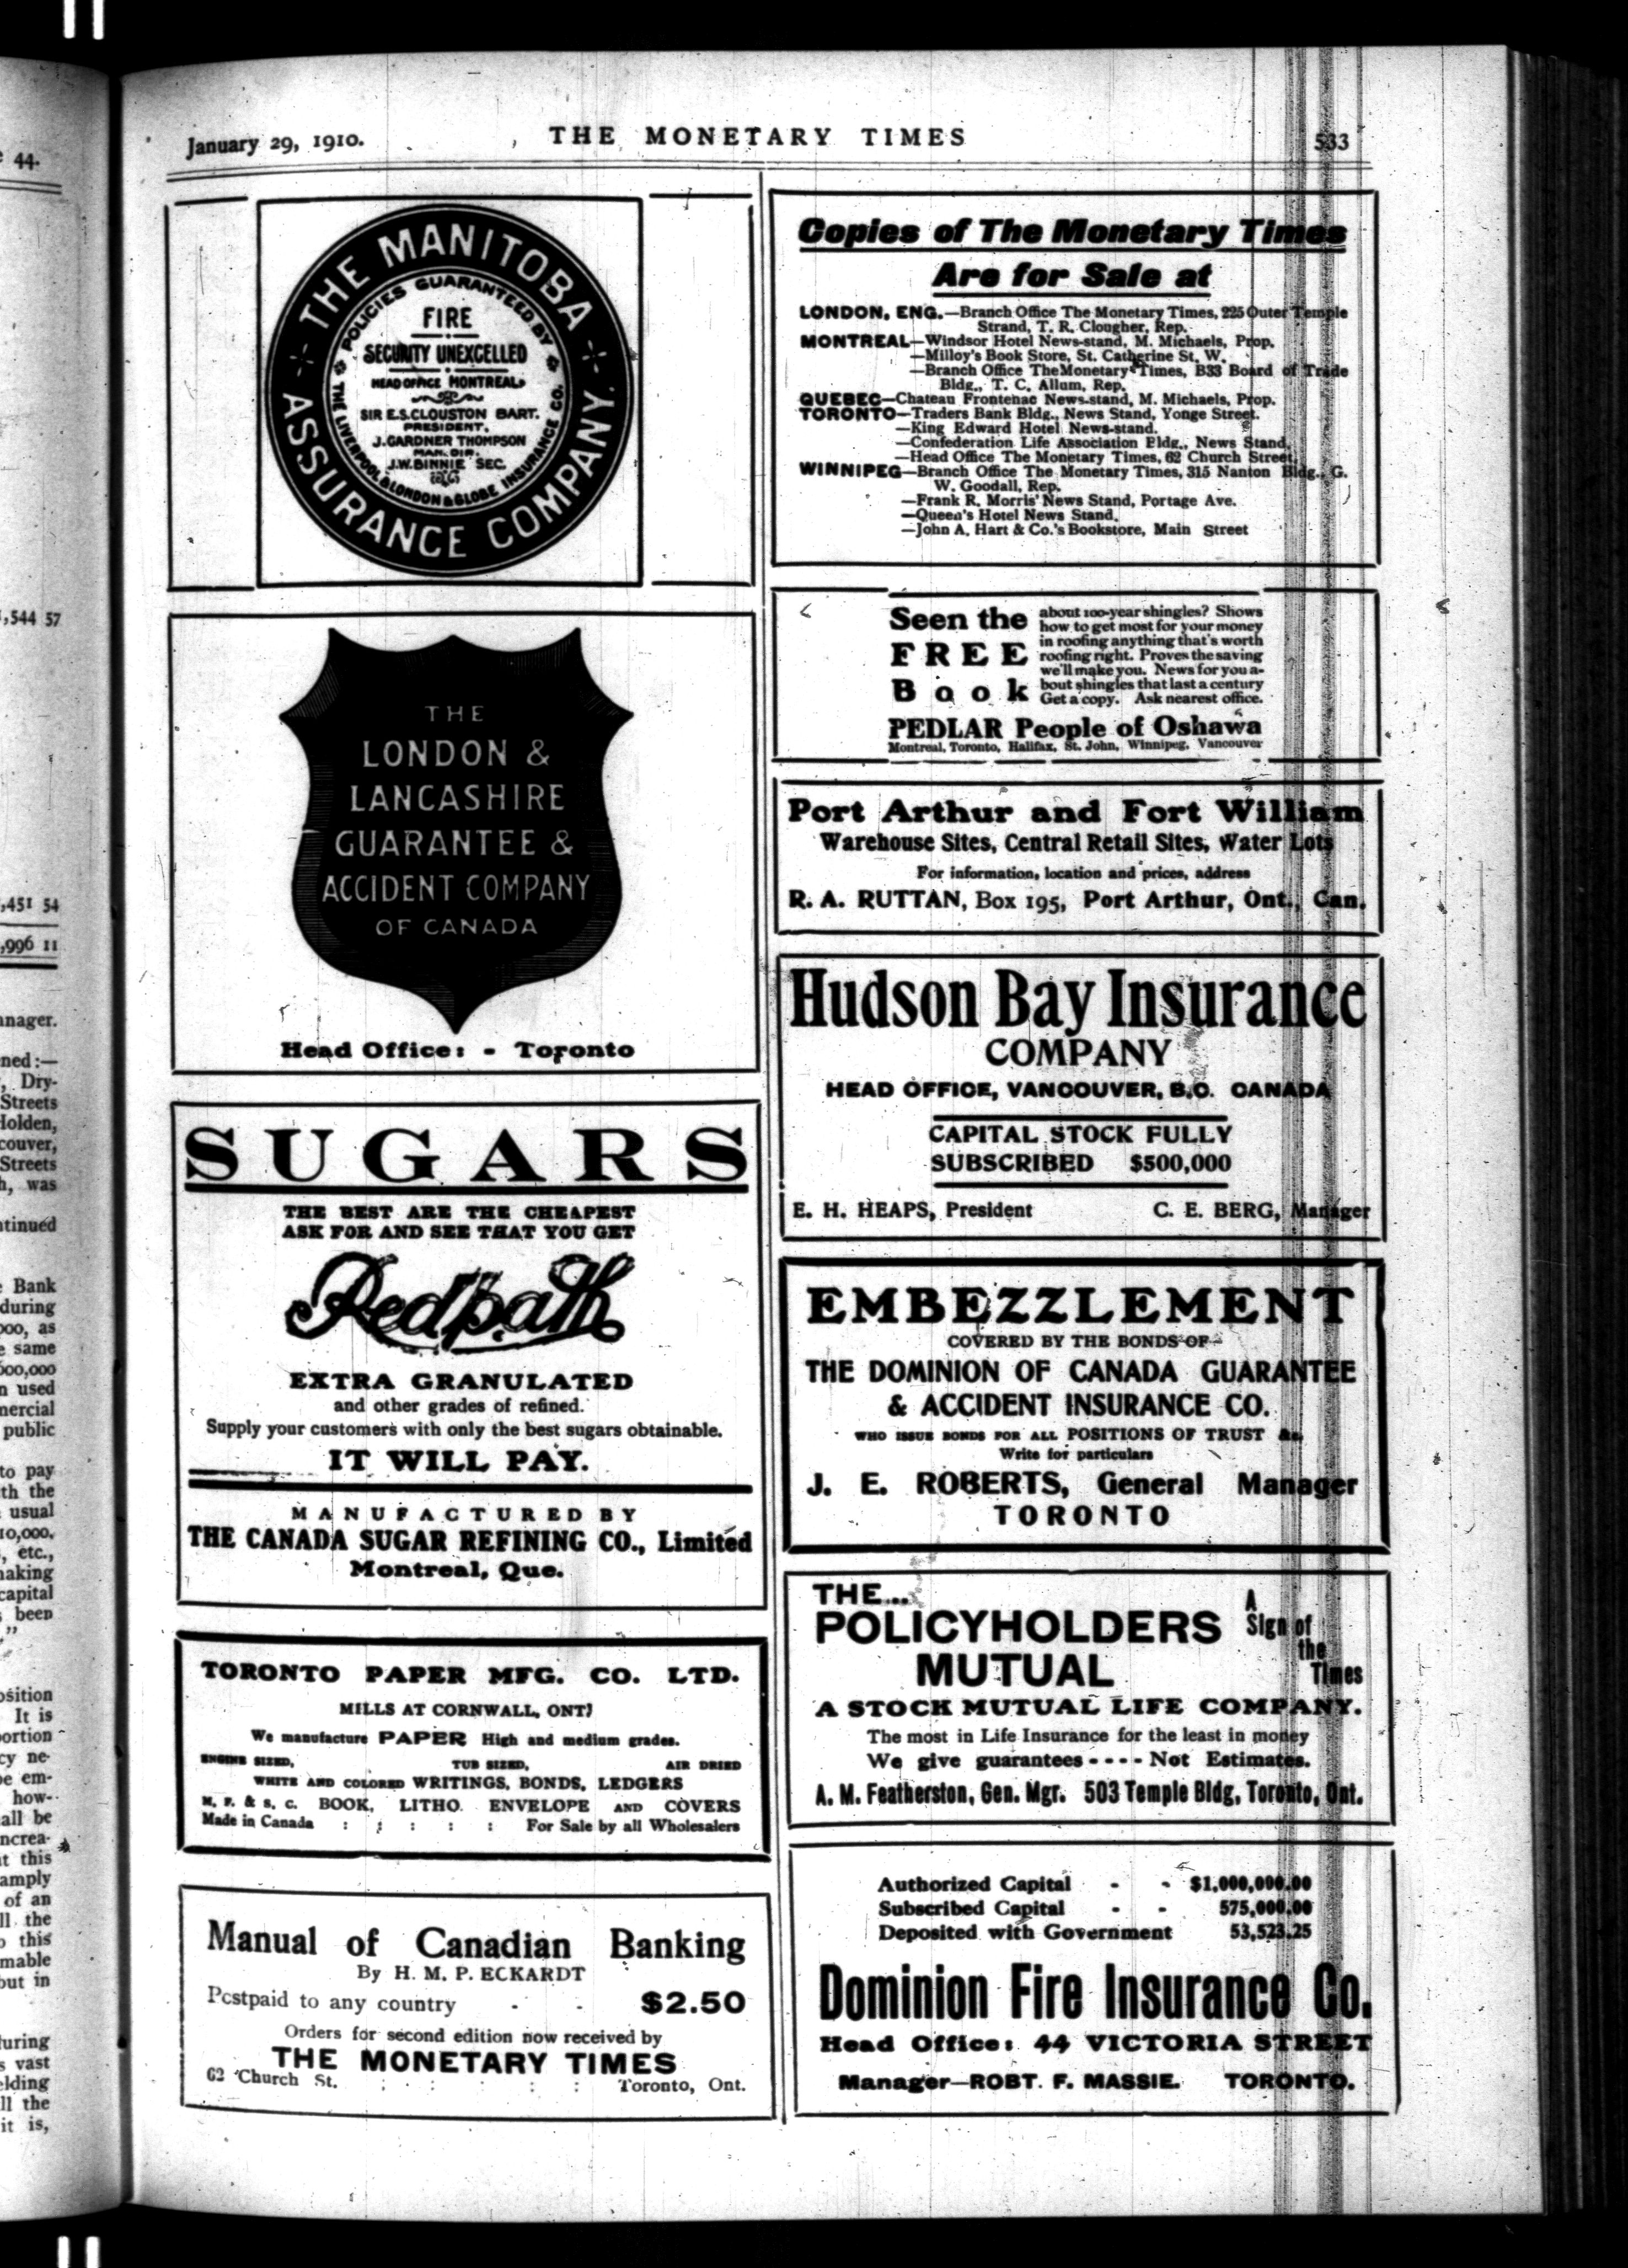 January 29, 1910.
THE MONETARY TIMES
533
THE MANITOBA
ASSURANCE COMPANY
POLICIES GUARANTEED BY
THE LIVERPOOL & LONDON & GLOBE INSURANCE CO.
FIRE
SECURITY UNEXCELLED
HEAD OFFICE MONTREAL
SIR E.S. CLOUSTON BART.
PRESIDENT.
J. GARDNER THOMPSON
MAN. DIR.
J.W. BINNIE SEC.
THE
LONDON &
LANCASHIRE
GUARANTEE &
ACCIDENT COMPANY
OF CANADA
Head Office: - Toronto
SUGARS
THE BEST ARE THE CHEAPEST
ASK FOR AND SEE THAT YOU GET
Redpath
EXTRA GRANULATED
and other grades of refined.
Supply your customers with only the best sugars obtainable.
IT WILL PAY.
MANUFACTURED BY
THE CANADA SUGAR REFINING CO., Limited
Montreal, Que.
TORONTO PAPER MFG. CO. LTD.
MILLS AT CORNWALL, ONT
We manufacture PAPER High and medium grades.
ENGINE SIZED, TUB SIZED, AIR DRIED
WHITE AND COLORED WRITINGS, BONDS, LEDGERS
M. F. & S. C. BOOK, LITHO. ENVELOPE AND COVERS
Made in Canada : : : : : For Sale by all Wholesalers
Manual of Canadian Banking
By H. M. P. ECKARDT
Postpaid to any country - - $2.50
Orders for second edition now received by
THE MONETARY TIMES
62 Church St. : : : : : Toronto, Ont.
Copies of The Monetary Times
Are for Sale at
LONDON, ENG.—Branch Office The Monetary Times, 225 Outer Temple
Strand, T. R. Clougher, Rep.
MONTREAL—Windsor Hotel News-stand, M. Michaels, Prop.
—Milloy's Book Store, St. Catherine St. W.
—Branch Office The Monetary Times, B33 Board of Trade
Bldg., T. C. Allum, Rep.
QUEBEC—Chateau Frontenac News-stand, M. Michaels, Prop.
TORONTO—Traders Bank Bldg., News Stand, Yonge Street.
—King Edward Hotel News-stand.
—Confederation Life Association Bldg., News Stand.
—Head Office The Monetary Times, 62 Church Street.
WINNIPEG—Branch Office The Monetary Times, 315 Nanton Bldg., G.
W. Goodall, Rep.
—Frank R. Morris' News Stand, Portage Ave.
—Queen's Hotel News Stand.
—John A. Hart & Co.'s Bookstore, Main Street
Seen the
FREE
Book
about 100-year shingles? Shows
how to get most for your money
in roofing anything that's worth
roofing right. Proves the saving
we'll make you. News for you a-
bout shingles that last a century
Get a copy. Ask nearest office.
PEDLAR People of Oshawa
Montreal, Toronto, Halifax, St. John, Winnipeg, Vancouver
Port Arthur and Fort William
Warehouse Sites, Central Retail Sites, Water Lots
For information, location and prices, address
R. A. RUTTAN, Box 195, Port Arthur, Ont., Can.
Hudson Bay Insurance
COMPANY
HEAD OFFICE, VANCOUVER, B.C. CANADA
CAPITAL STOCK FULLY
SUBSCRIBED $500,000
E. H. HEAPS, President C. E. BERG, Manager
EMBEZZLEMENT
COVERED BY THE BONDS OF
THE DOMINION OF CANADA GUARANTEE
& ACCIDENT INSURANCE CO.
WHO ISSUE BONDS FOR ALL POSITIONS OF TRUST &c.
Write for particulars
J. E. ROBERTS, General Manager
TORONTO
THE...
POLICYHOLDERS
MUTUAL
A
Sign of
the
Times
A STOCK MUTUAL LIFE COMPANY.
The most in Life Insurance for the least in money
We give guarantees - - - - Not Estimates.
A. M. Featherston, Gen. Mgr. 503 Temple Bldg, Toronto, Ont.
Authorized Capital - - $1,000,000.00
Subscribed Capital - - 575,000.00
Deposited with Government 53,523.25
Dominion Fire Insurance Co.
Head Office: 44 VICTORIA STREET
Manager—ROBT. F. MASSIE. TORONTO.